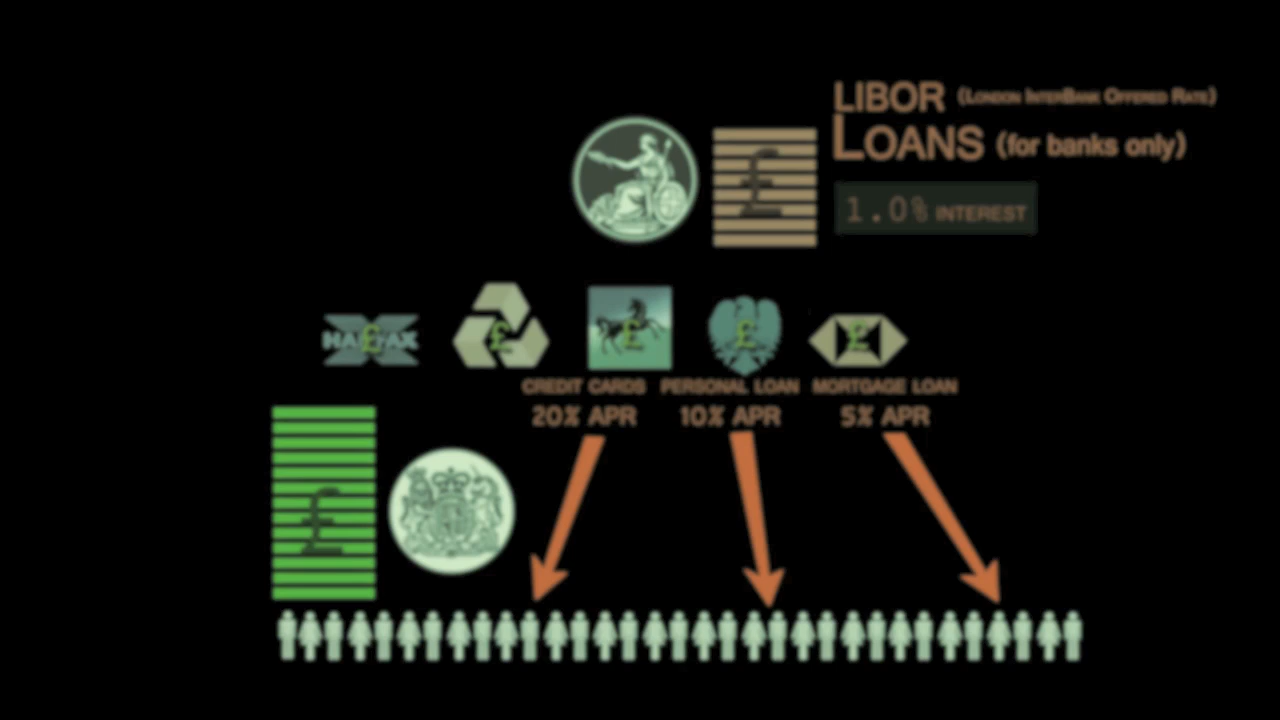 LIBOR (London InterBank Offered Rate)
LOANS (for banks only)
£
1.0% INTEREST
HALIFAX £ £ £ £ £
CREDIT CARDS PERSONAL LOAN MORTGAGE LOAN
20% APR 10% APR 5% APR
£